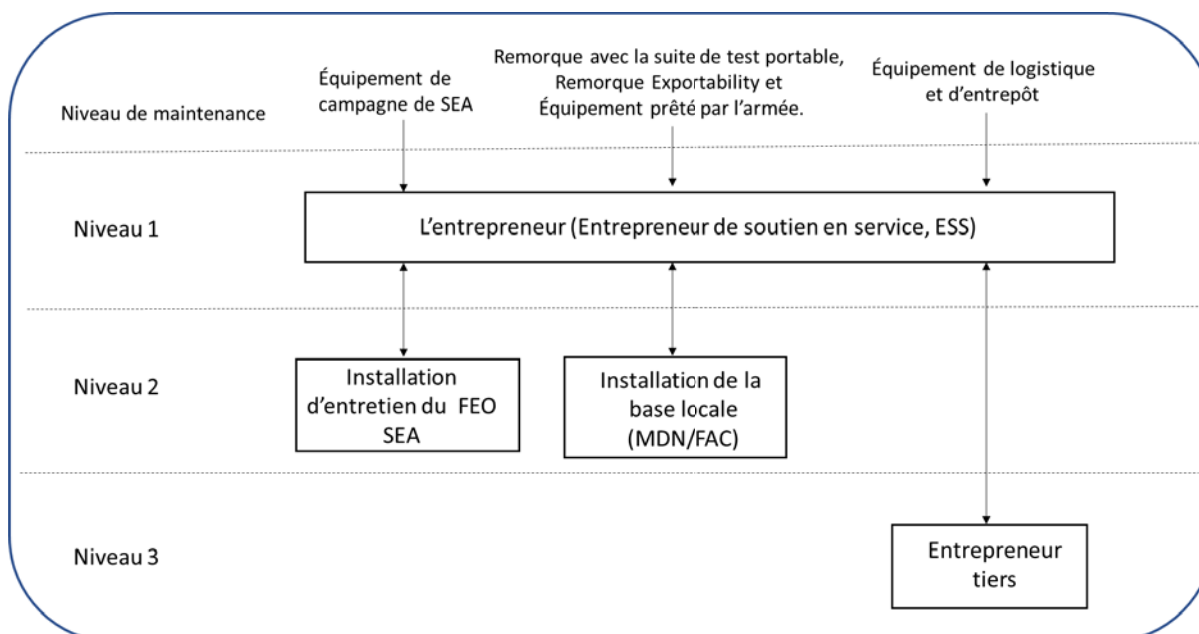 Niveau de maintenance
Équipement de
campagne de SEA
Remorque avec la suite de test portable,
Remorque Exportability et
Équipement prêté par l'armée.
Équipement de logistique
et d'entrepôt
Niveau 1
L'entrepreneur (Entrepreneur de soutien en service, ESS)
Niveau 2
Installation
d'entretien du FEO
SEA
Installation de la
base locale
(MDN/FAC)
Niveau 3
Entrepreneur
tiers